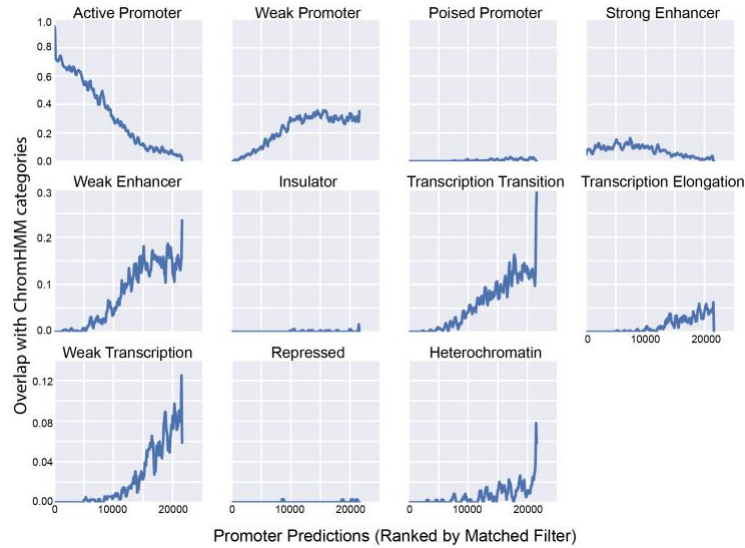 Active Promoter Weak Promoter Poised Promoter Strong Enhancer
1.0
0.8
0.6
0.4
0.2
0.0
Weak Enhancer Insulator Transcription Transition Transcription Elongation
0.3
0.2
0.1
0.0
0 10000 20000
Weak Transcription Repressed Heterochromatin
0.12
0.08
0.04
0.00
0 10000 20000 0 10000 20000 0 10000 20000
Overlap with ChromHMM categories
Promoter Predictions (Ranked by Matched Filter)